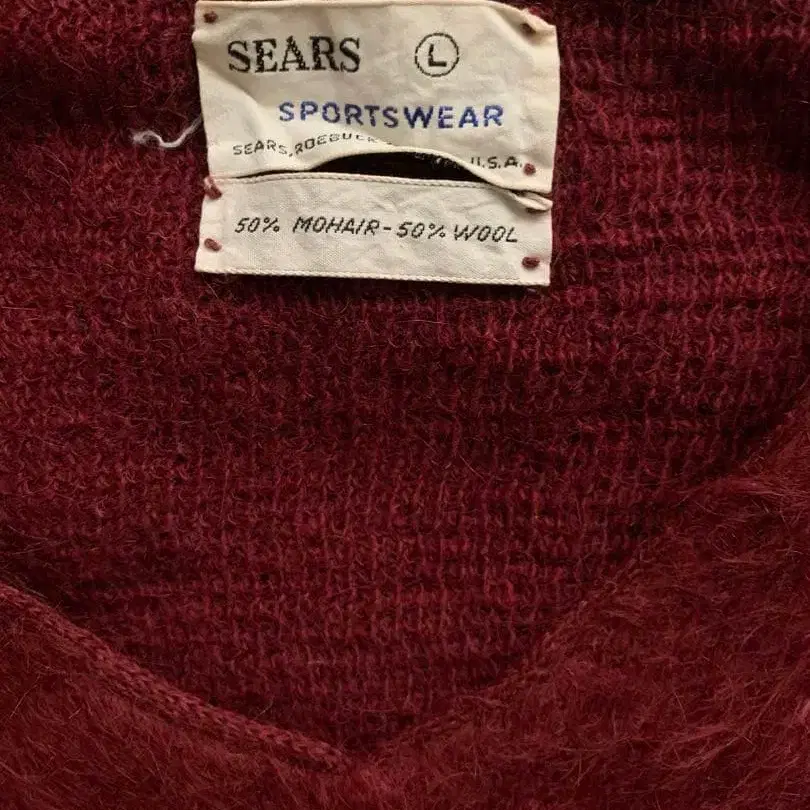 SEARS L
SPORTSWEAR
SEARS, ROEBUCK U.S.A.
50% MOHAIR - 50% WOOL